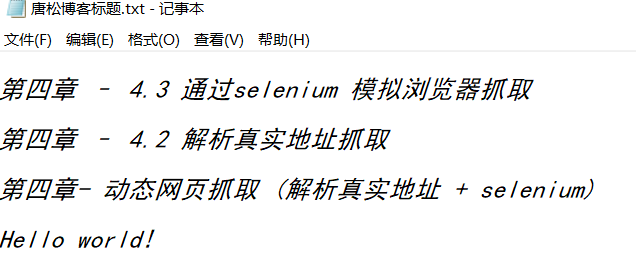 唐松博客标题.txt - 记事本
文件(F) 编辑(E) 格式(O) 查看(V) 帮助(H)
第四章 – 4.3 通过selenium 模拟浏览器抓取
第四章 – 4.2 解析真实地址抓取
第四章- 动态网页抓取 (解析真实地址 + selenium)
Hello world!